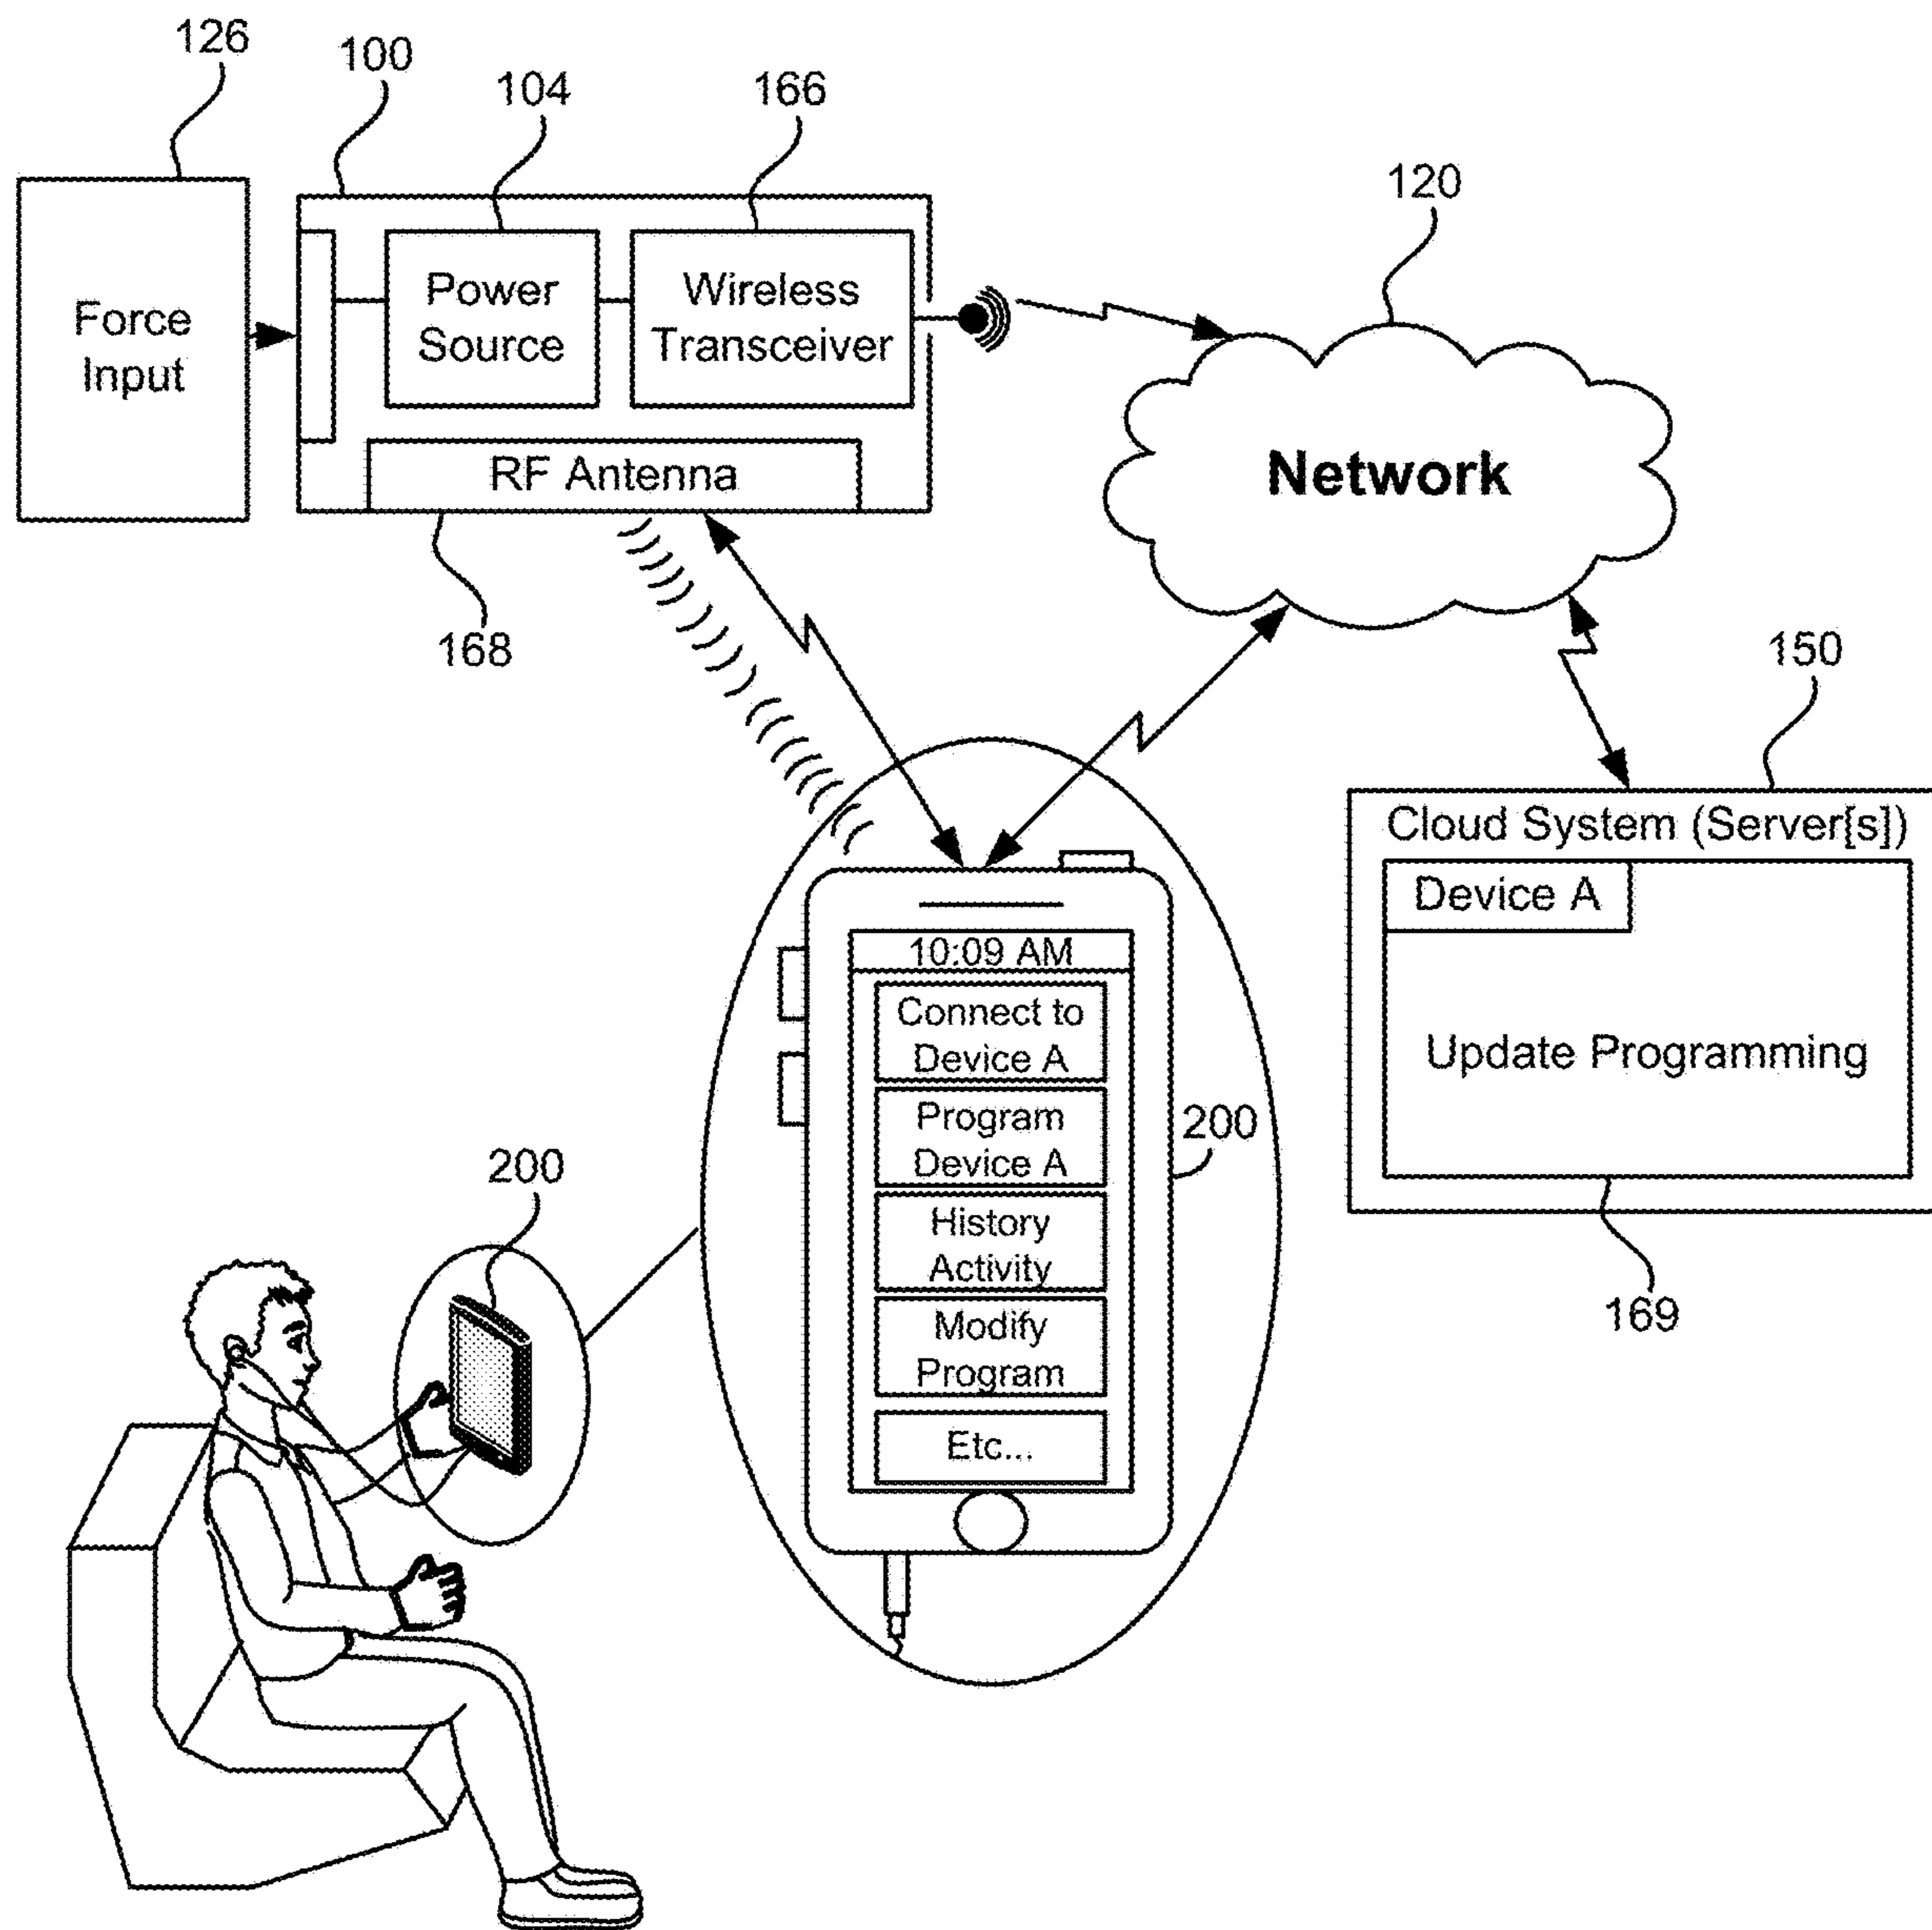 126
100
104
166
120
Force
Input
Power
Source
Wireless
Transceiver
RF Antenna
168
Network
150
Cloud System (Server[s])
Device A
Update Programming
169
10:09 AM
Connect to
Device A
Program
Device A
History
Activity
Modify
Program
Etc...
200
200